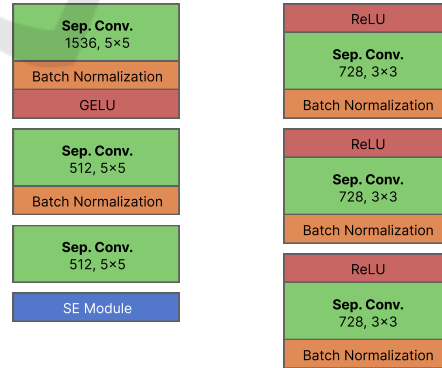 Sep. Conv.
1536, 5×5
Batch Normalization
GELU
Sep. Conv.
512, 5×5
Batch Normalization
Sep. Conv.
512, 5×5
SE Module
ReLU
Sep. Conv.
728, 3×3
Batch Normalization
ReLU
Sep. Conv.
728, 3×3
Batch Normalization
ReLU
Sep. Conv.
728, 3×3
Batch Normalization